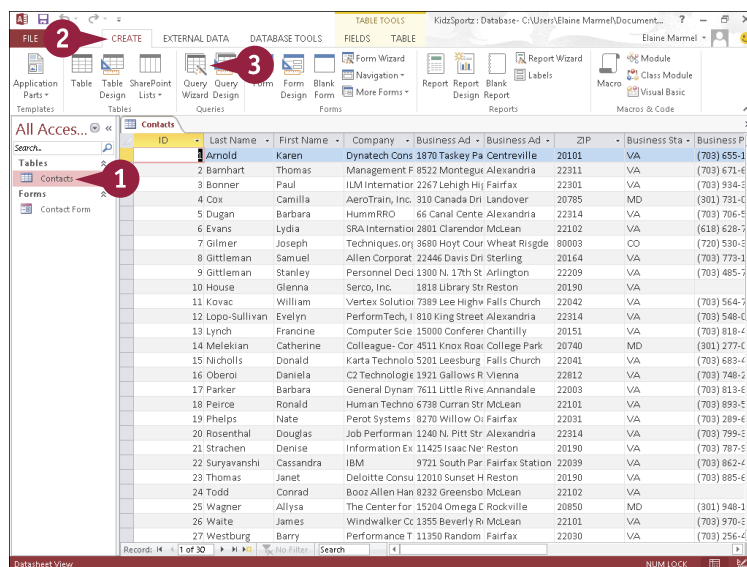 TABLE TOOLS
KidzSportz : Database- C:\Users\Elaine Marmel\Document...
?
FILE
2
CREATE
EXTERNAL DATA
DATABASE TOOLS
FIELDS
TABLE
Elaine Marmel
3
Application Parts
Table
Table Design
SharePoint Lists
Query Wizard
Query Design
Form
Form Design
Blank Form
Form Wizard
Navigation
More Forms
Report
Report Design
Blank Report
Report Wizard
Labels
Macro
Module
Class Module
Visual Basic
Templates
Tables
Queries
Forms
Reports
Macros & Code
All Acces...
Search...
Tables
Contacts
1
Forms
Contact Form
Contacts
ID Last Name First Name Company Business Ad Business Ad ZIP Business Sta Business P
1 Arnold Karen Dynatech Cons 1870 Taskey Pa Centreville 20101 VA (703) 655-1
2 Barnhart Thomas Management F 8522 Montegue Alexandria 22311 VA (703) 671-6
3 Bonner Paul ILM Internation 2267 Lehigh Hig Fairfax 22301 VA (703) 934-3
4 Cox Camilla AeroTrain, Inc. 310 Canada Dri Landover 20785 MD (301) 731-0
5 Dugan Barbara HummRRO 66 Canal Cente Alexandria 22314 VA (703) 706-5
6 Evans Lydia SRA Internatior 2801 Clarendor McLean 22102 VA (618) 628-7
7 Gilmer Joseph Techniques.org 3680 Hoyt Cour Wheat Risgde 80003 CO (720) 530-3
8 Gittleman Samuel Allen Corporat 22446 Davis Dri Sterling 20164 VA (703) 773-1
9 Gittleman Stanley Personnel Deci 1300 N. 17th St Arlington 22209 VA (703) 485-7
10 House Glenna Serco, Inc. 1818 Library Str Reston 20190 VA
11 Kovac William Vertex Solution 7389 Lee Highw Falls Church 22042 VA (703) 564-7
12 Lopo-Sullivan Evelyn PerformTech, I 810 King Street Alexandria 22314 VA (703) 548-0
13 Lynch Francine Computer Scie 15000 Conferer Chantilly 20151 VA (703) 818-4
14 Melekian Catherine Colleague- Cor 4511 Knox Road College Park 20740 MD (301) 277-0
15 Nicholls Donald Karta Technolo 5201 Leesburg Falls Church 22041 VA (703) 683-4
16 Oberoi Daniela C2 Technologie 1921 Gallows R Vienna 22812 VA (703) 748-2
17 Parker Barbara General Dynam 7611 Little Rive Annandale 22003 VA (703) 813-8
18 Peirce Ronald Human Techno 6738 Curran Str McLean 22101 VA (703) 893-5
19 Phelps Nate Perot Systems 8270 Willow Oa Fairfax 22031 VA (703) 289-6
20 Rosenthal Douglas Job Performan 1240 N. Pitt Str Alexandria 22314 VA (703) 799-3
21 Strachen Denise Information Ex 11425 Isaac Ne Reston 20190 VA (703) 787-9
22 Suryavanshi Cassandra IBM 9721 South Par Fairfax Station 22039 VA (703) 862-4
23 Thomas Janet Deloitte Consu 12010 Sunset H Reston 20190 VA (703) 885-6
24 Todd Conrad Booz Allen Han 8232 Greensbo McLean 22102 VA
25 Wagner Allysa The Center for 15204 Omega D Rockville 20850 MD (301) 948-1
26 Waite James Windwalker Co 1355 Beverly R McLean 22101 VA (703) 970-3
27 Westburg Barry Performance T 11350 Random Fairfax 22030 VA (703) 256-4
Record: 1 of 30 No Filter Search
Datasheet View
NUM LOCK